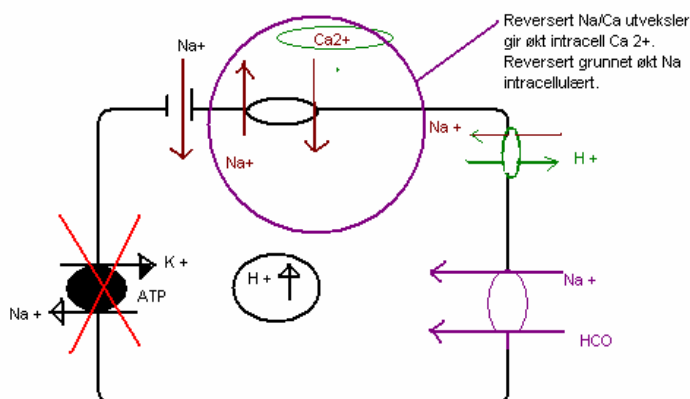 Reversert Na/Ca utveksler
gir økt intracell Ca 2+.
Reversert grunnet økt Na
intracellulært.
Na+
Ca2+
Na+
Na +
H +
K +
ATP
Na +
H +
Na +
HCO